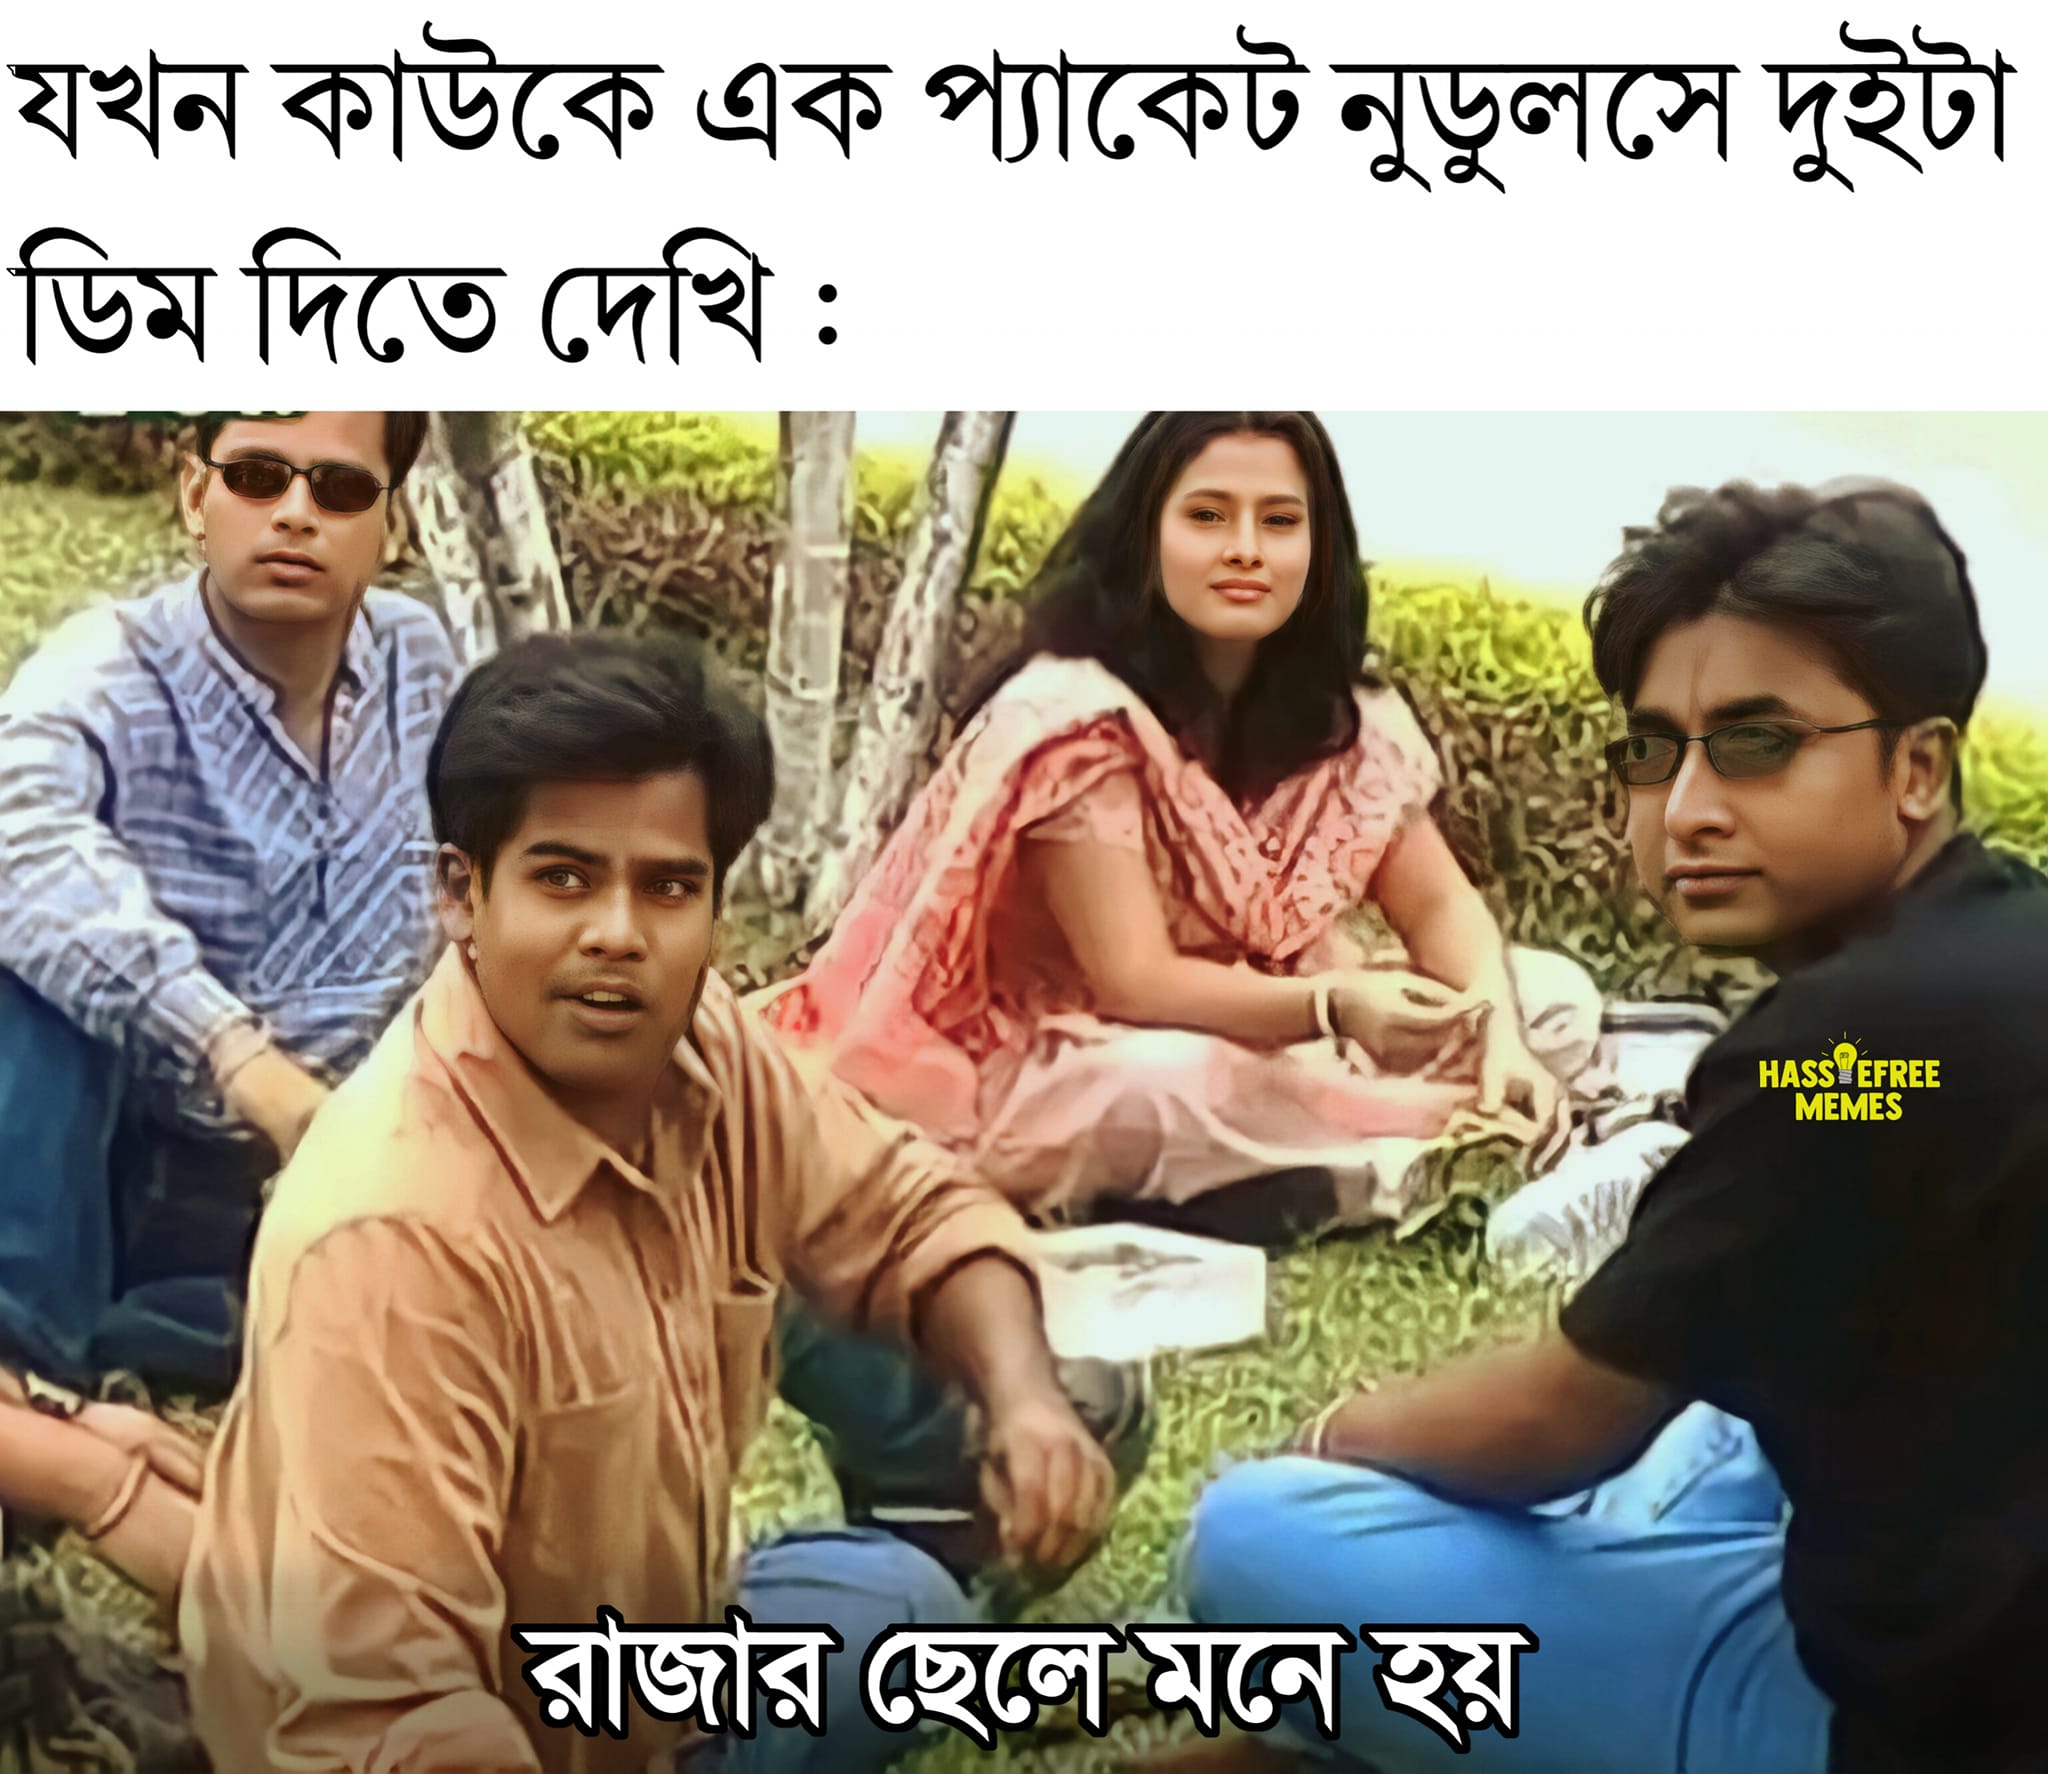 যখন কাউকে এক প্যাকেট নুডুলসে দুইটা
ডিম দিতে দেখি :
HASSLEFREE
MEMES
রাজার ছেলে মনে হয়